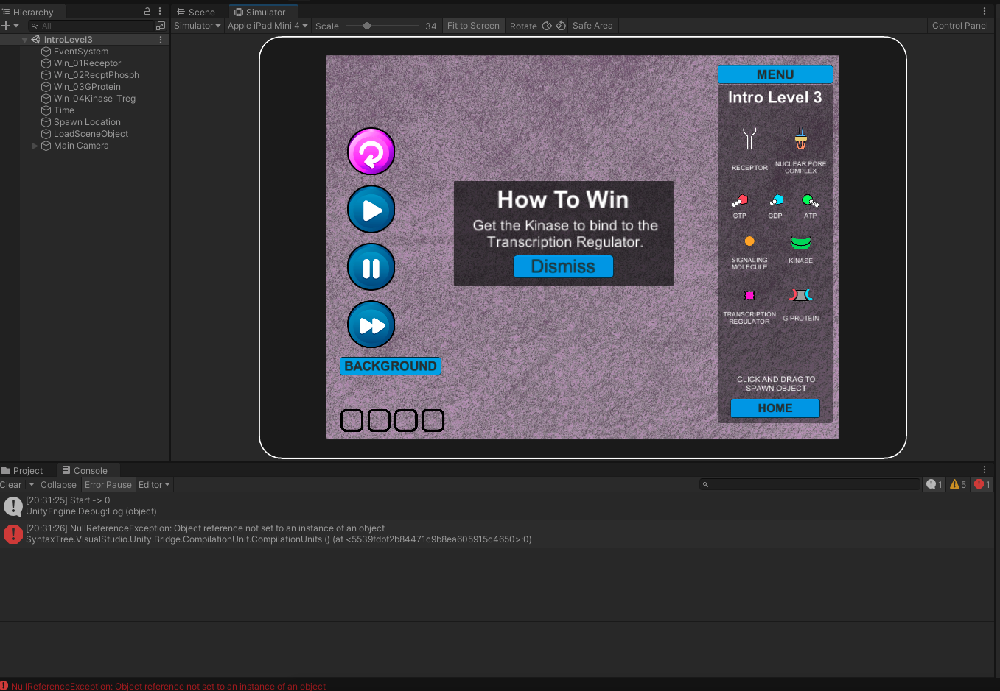 Hierarchy
All
IntroLevel3
EventSystem
Win_01Receptor
Win_02RecptPhosph
Win_03GProtein
Win_04Kinase_Treg
Time
Spawn Location
LoadSceneObject
Main Camera
Scene
Simulator
Simulator
Apple iPad Mini 4
Scale
34
Fit to Screen
Rotate
Safe Area
Control Panel
MENU
Intro Level 3
RECEPTOR
NUCLEAR PORE
COMPLEX
GTP
GDP
ATP
SIGNALING
MOLECULE
KINASE
TRANSCRIPTION
REGULATOR
G-PROTEIN
CLICK AND DRAG TO
SPAWN OBJECT
HOME
How To Win
Get the Kinase to bind to the
Transcription Regulator.
Dismiss
BACKGROUND
Project
Console
Clear
Collapse
Error Pause
Editor
1
5
1
[20:31:25] Start -> 0
UnityEngine.Debug:Log (object)
[20:31:26] NullReferenceException: Object reference not set to an instance of an object
SyntaxTree.VisualStudio.Unity.Bridge.CompilationUnit.CompilationUnits () (at <5539fdbf2b84471c9b8ea605915c4650>:0)
NullReferenceException: Object reference not set to an instance of an object